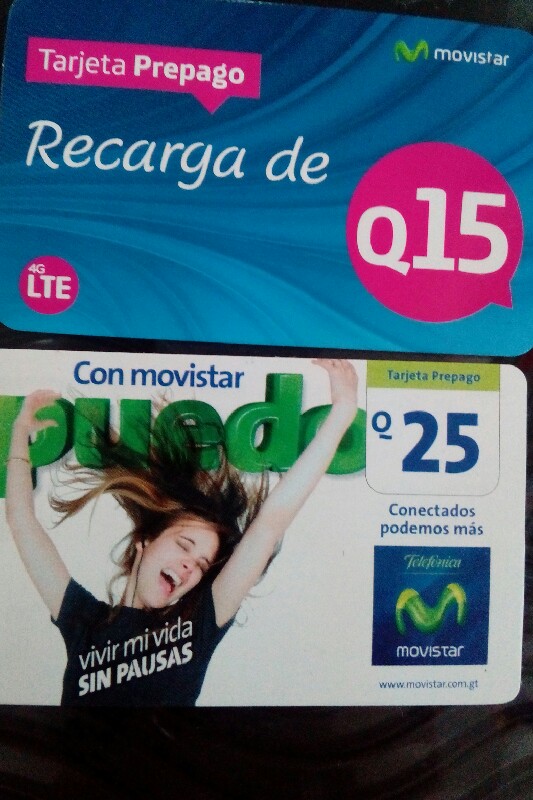 Tarjeta Prepago
movistar
Recarga de
Q15
4G
LTE
Con movistar
puedo
Tarjeta Prepago
Q 25
Conectados
podemos más
Telefónica
movistar
vivir mi vida
SIN PAUSAS
www.movistar.com.gt